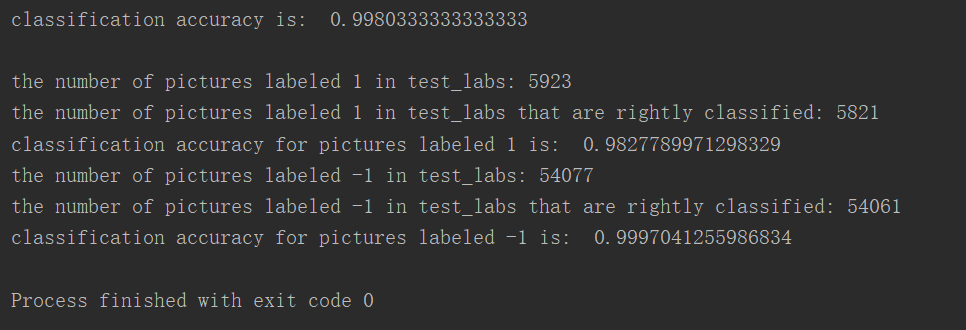 classification accuracy is:  0.9980333333333333
the number of pictures labeled 1 in test_labs: 5923
the number of pictures labeled 1 in test_labs that are rightly classified: 5821
classification accuracy for pictures labeled 1 is:  0.9827789971298329
the number of pictures labeled -1 in test_labs: 54077
the number of pictures labeled -1 in test_labs that are rightly classified: 54061
classification accuracy for pictures labeled -1 is:  0.9997041255986834
Process finished with exit code 0